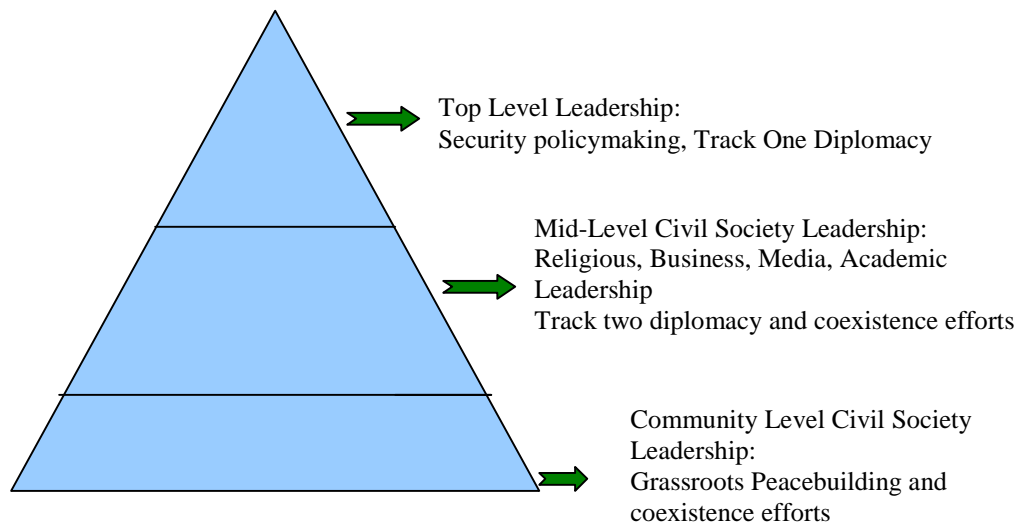 Top Level Leadership:
Security policymaking, Track One Diplomacy
Mid-Level Civil Society Leadership:
Religious, Business, Media, Academic
Leadership
Track two diplomacy and coexistence efforts
Community Level Civil Society
Leadership:
Grassroots Peacebuilding and
coexistence efforts